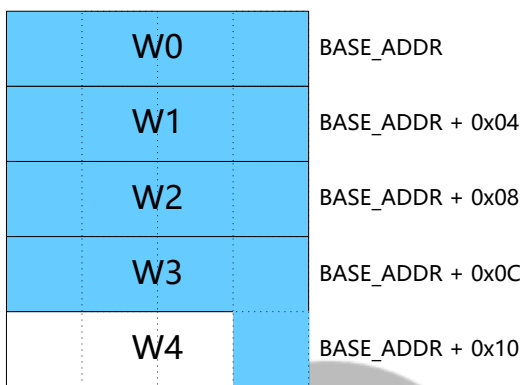 W0 BASE_ADDR
W1 BASE_ADDR + 0x04
W2 BASE_ADDR + 0x08
W3 BASE_ADDR + 0x0C
W4 BASE_ADDR + 0x10